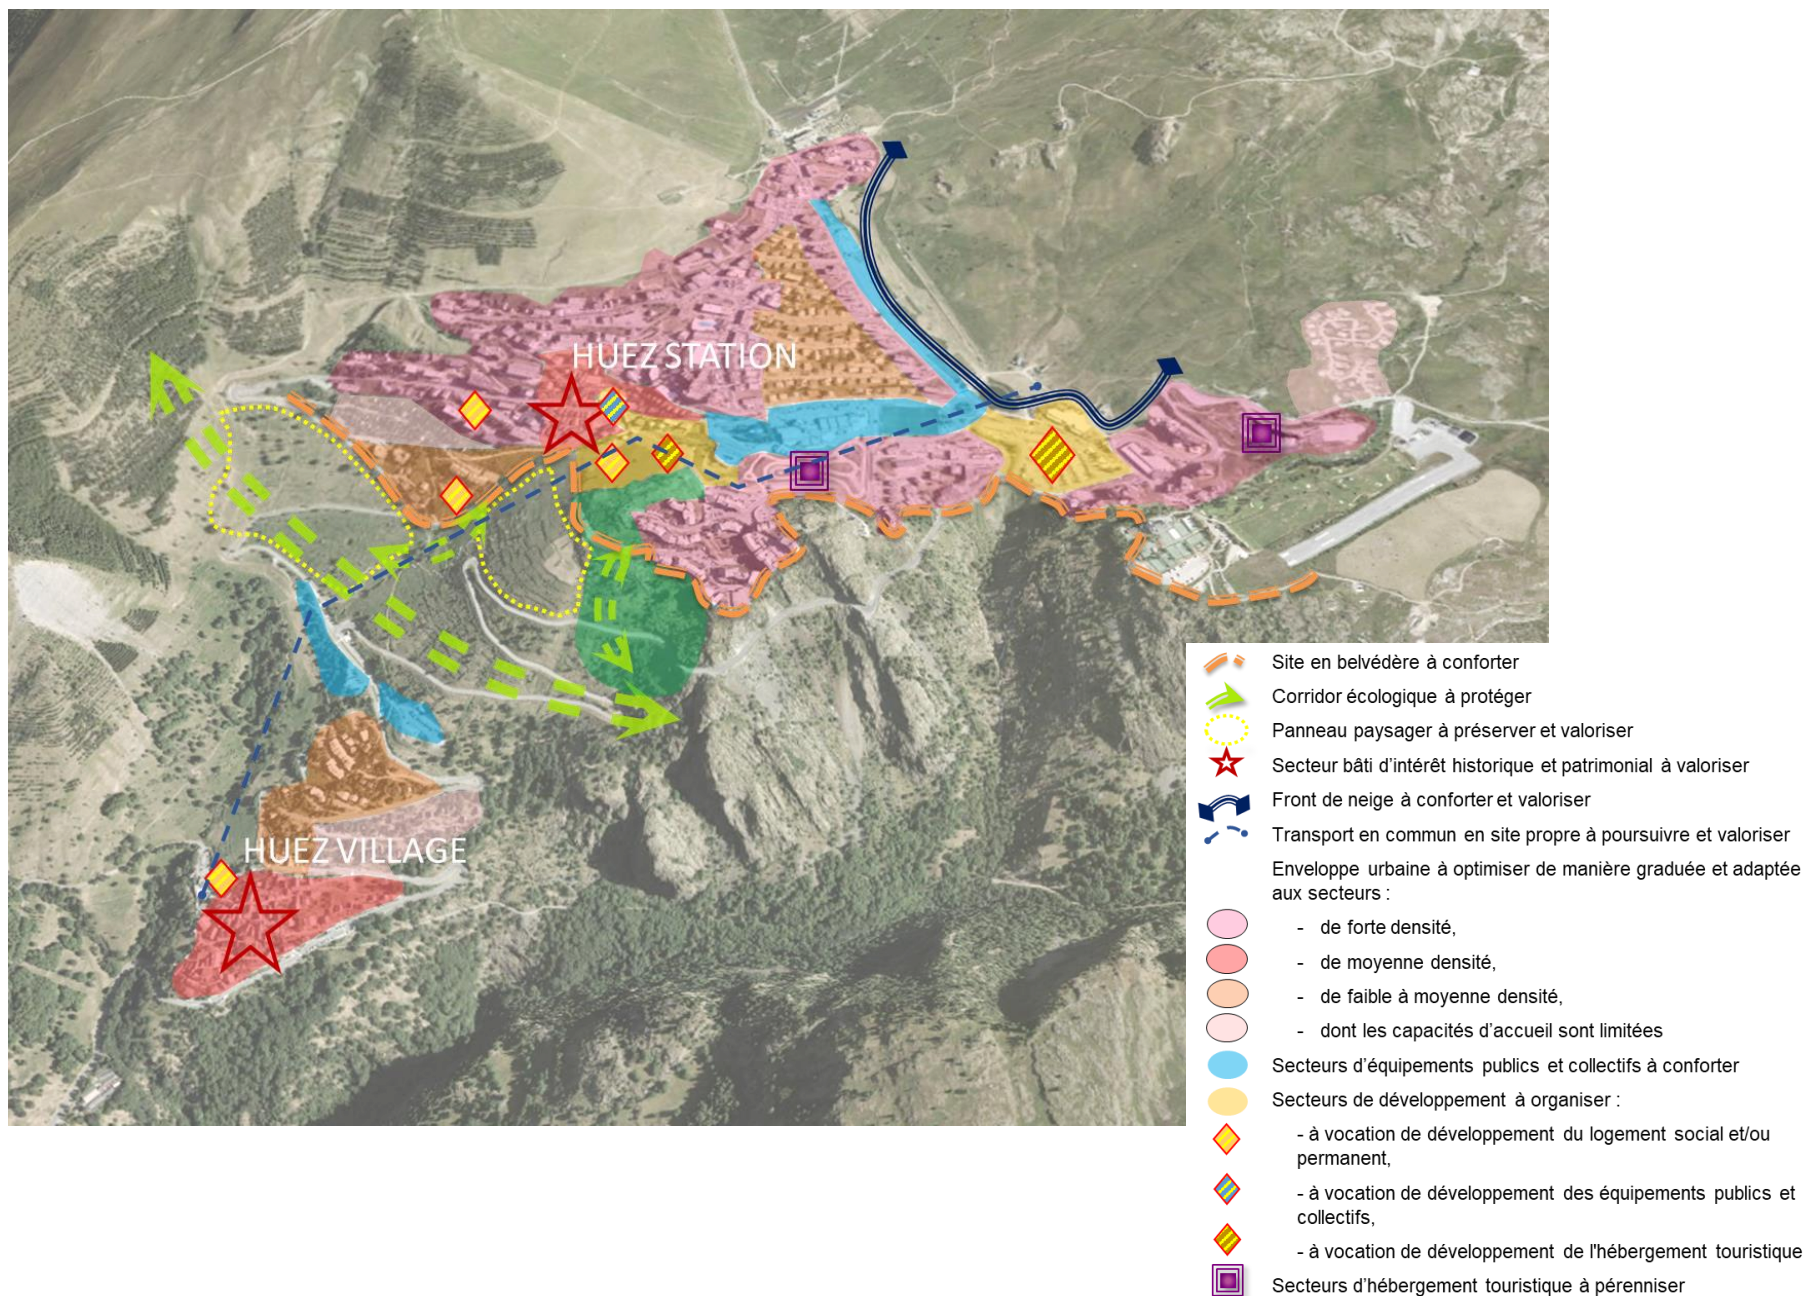 HUEZ STATION
HUEZ VILLAGE
Site en belvédère à conforter
Corridor écologique à protéger
Panneau paysager à préserver et valoriser
Secteur bâti d'intérêt historique et patrimonial à valoriser
Front de neige à conforter et valoriser
Transport en commun en site propre à poursuivre et valoriser
Enveloppe urbaine à optimiser de manière graduée et adaptée
aux secteurs :
- de forte densité,
- de moyenne densité,
- de faible à moyenne densité,
- dont les capacités d'accueil sont limitées
Secteurs d'équipements publics et collectifs à conforter
Secteurs de développement à organiser :
- à vocation de développement du logement social et/ou
permanent,
- à vocation de développement des équipements publics et
collectifs,
- à vocation de développement de l'hébergement touristique
Secteurs d'hébergement touristique à pérenniser